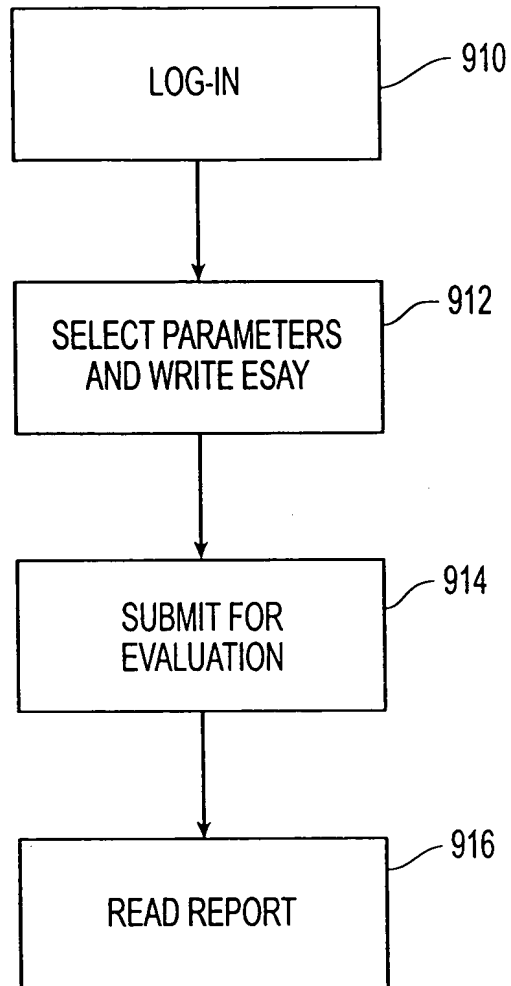 LOG-IN
910
SELECT PARAMETERS
AND WRITE ESAY
912
SUBMIT FOR
EVALUATION
914
READ REPORT
916